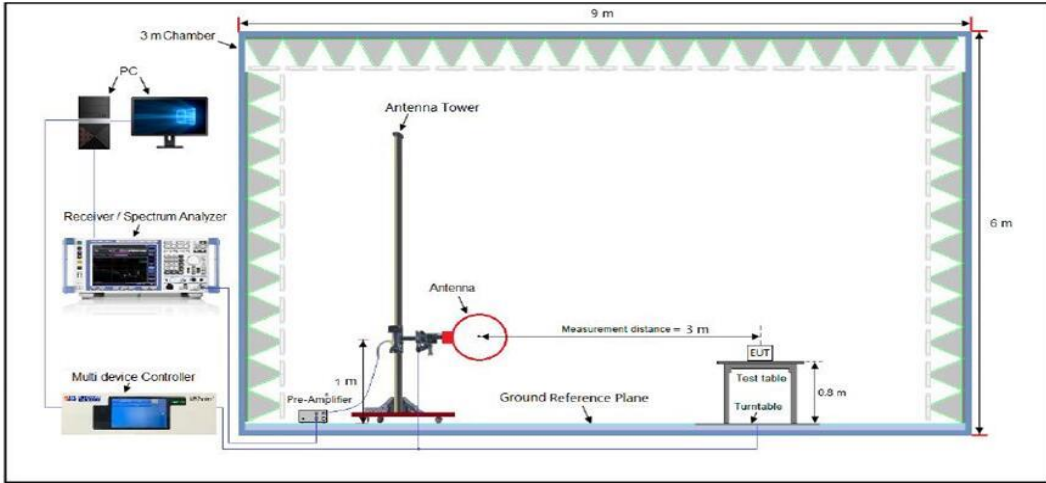 9 m
3 m Chamber
PC
Antenna Tower
Receiver / Spectrum Analyzer
6 m
Antenna
Measurement distance = 3 m
EUT
Multi device Controller
1 m
Test table
0.8 m
Pre-Amplifier
Ground Reference Plane
Turntable